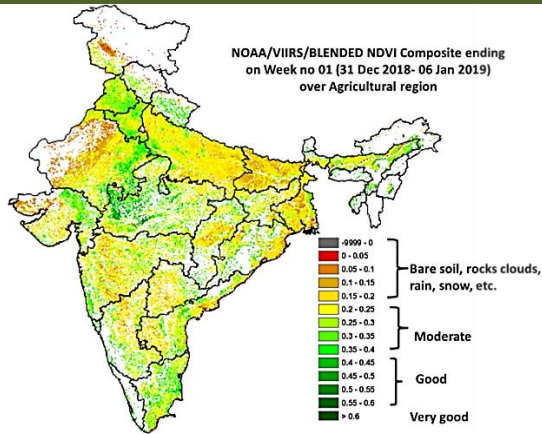 NOAA/VIIRS/BLENDED NDVI Composite ending
on Week no 01 (31 Dec 2018- 06 Jan 2019)
over Agricultural region
-9999 - 0
0 - 0.05
0.05 - 0.1
0.1 - 0.15
0.15 - 0.2
0.2 - 0.25
0.25 - 0.3
0.3 - 0.35
0.35 - 0.4
0.4 - 0.45
0.45 - 0.5
0.5 - 0.55
0.55 - 0.6
> 0.6
Bare soil, rocks clouds,
rain, snow, etc.
Moderate
Good
Very good